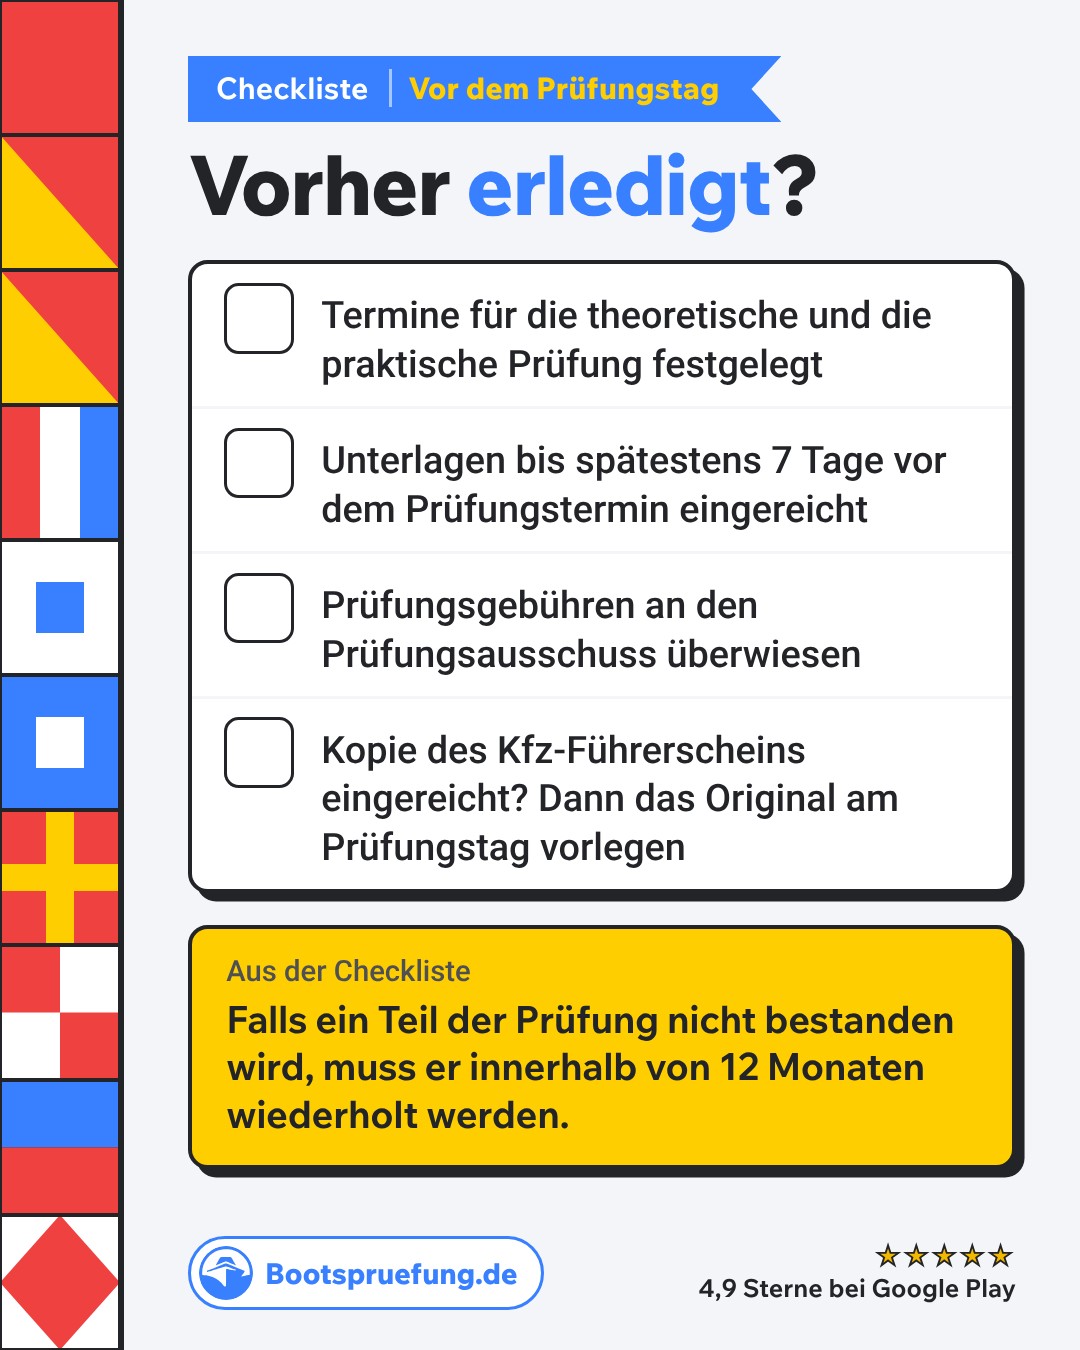 Checkliste | Vor dem Prüfungstag
Vorher erledigt?
Termine für die theoretische und die
praktische Prüfung festgelegt
Unterlagen bis spätestens 7 Tage vor
dem Prüfungstermin eingereicht
Prüfungsgebühren an den
Prüfungsausschuss überwiesen
Kopie des Kfz-Führerscheins
eingereicht? Dann das Original am
Prüfungstag vorlegen
Aus der Checkliste
Falls ein Teil der Prüfung nicht bestanden
wird, muss er innerhalb von 12 Monaten
wiederholt werden.
Bootspruefung.de
4,9 Sterne bei Google Play